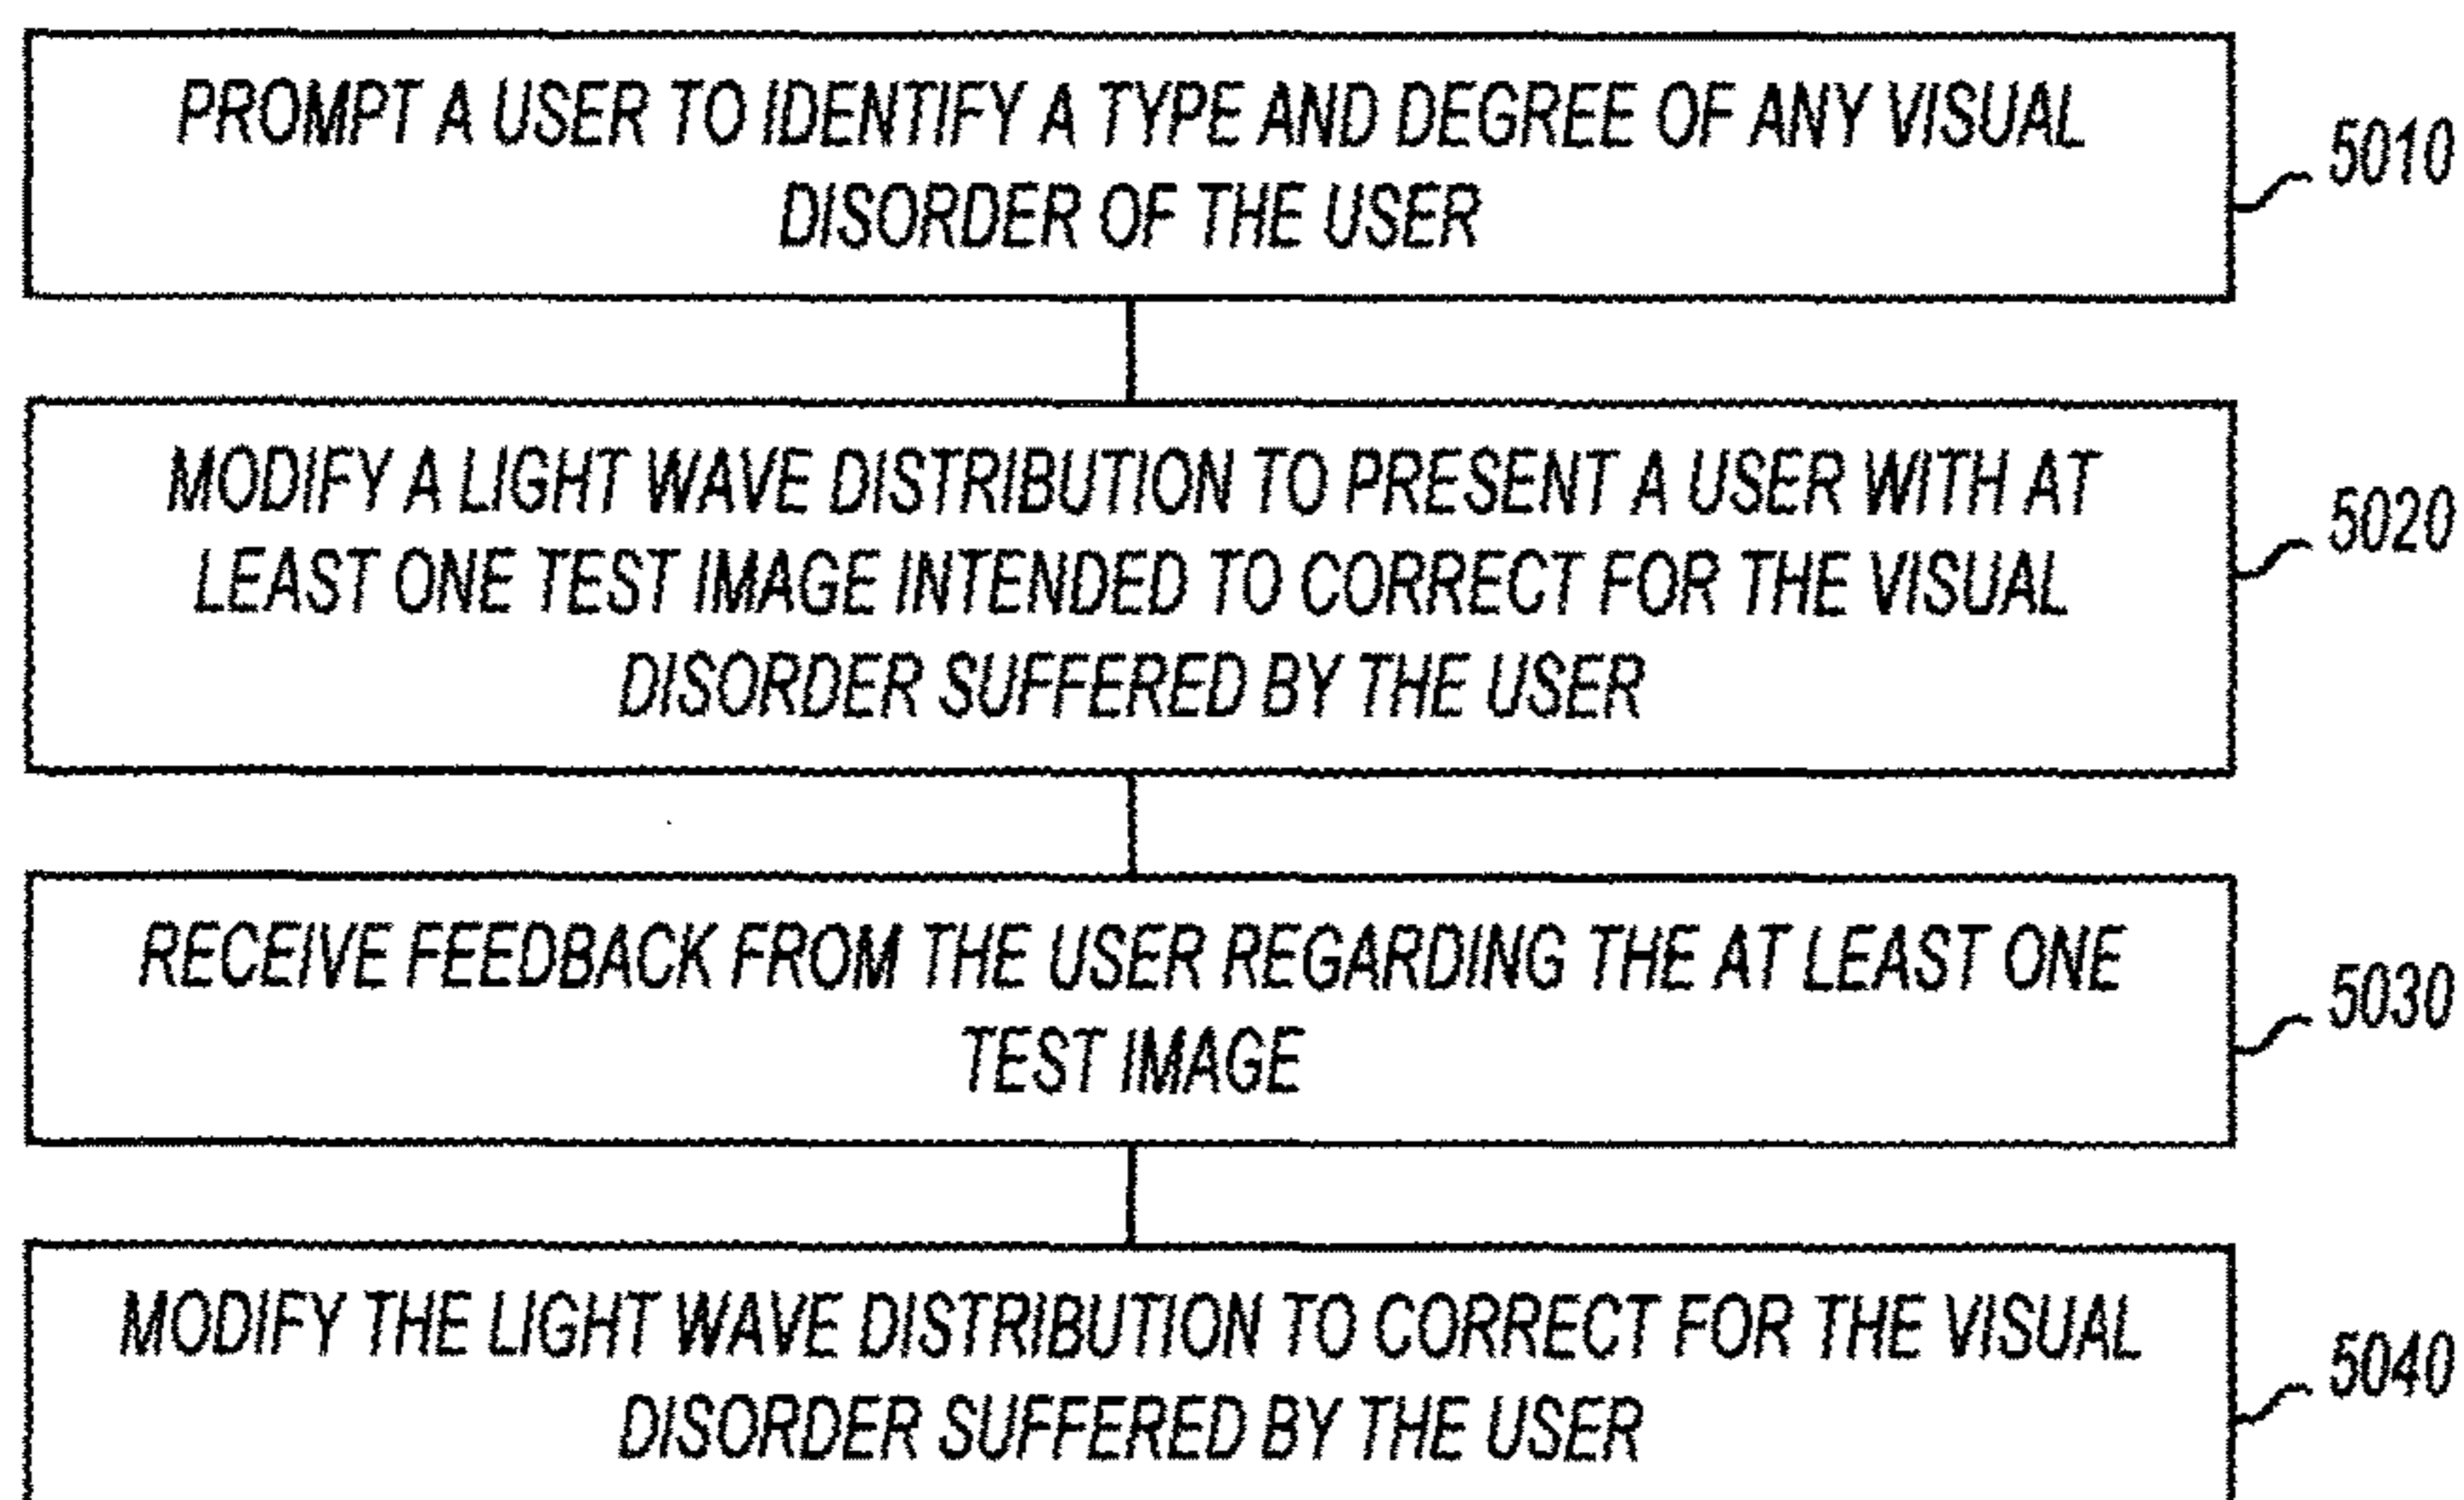 PROMPT A USER TO IDENTIFY A TYPE AND DEGREE OF ANY VISUAL
DISORDER OF THE USER
5010
MODIFY A LIGHT WAVE DISTRIBUTION TO PRESENT A USER WITH AT
LEAST ONE TEST IMAGE INTENDED TO CORRECT FOR THE VISUAL
DISORDER SUFFERED BY THE USER
5020
RECEIVE FEEDBACK FROM THE USER REGARDING THE AT LEAST ONE
TEST IMAGE
5030
MODIFY THE LIGHT WAVE DISTRIBUTION TO CORRECT FOR THE VISUAL
DISORDER SUFFERED BY THE USER
5040